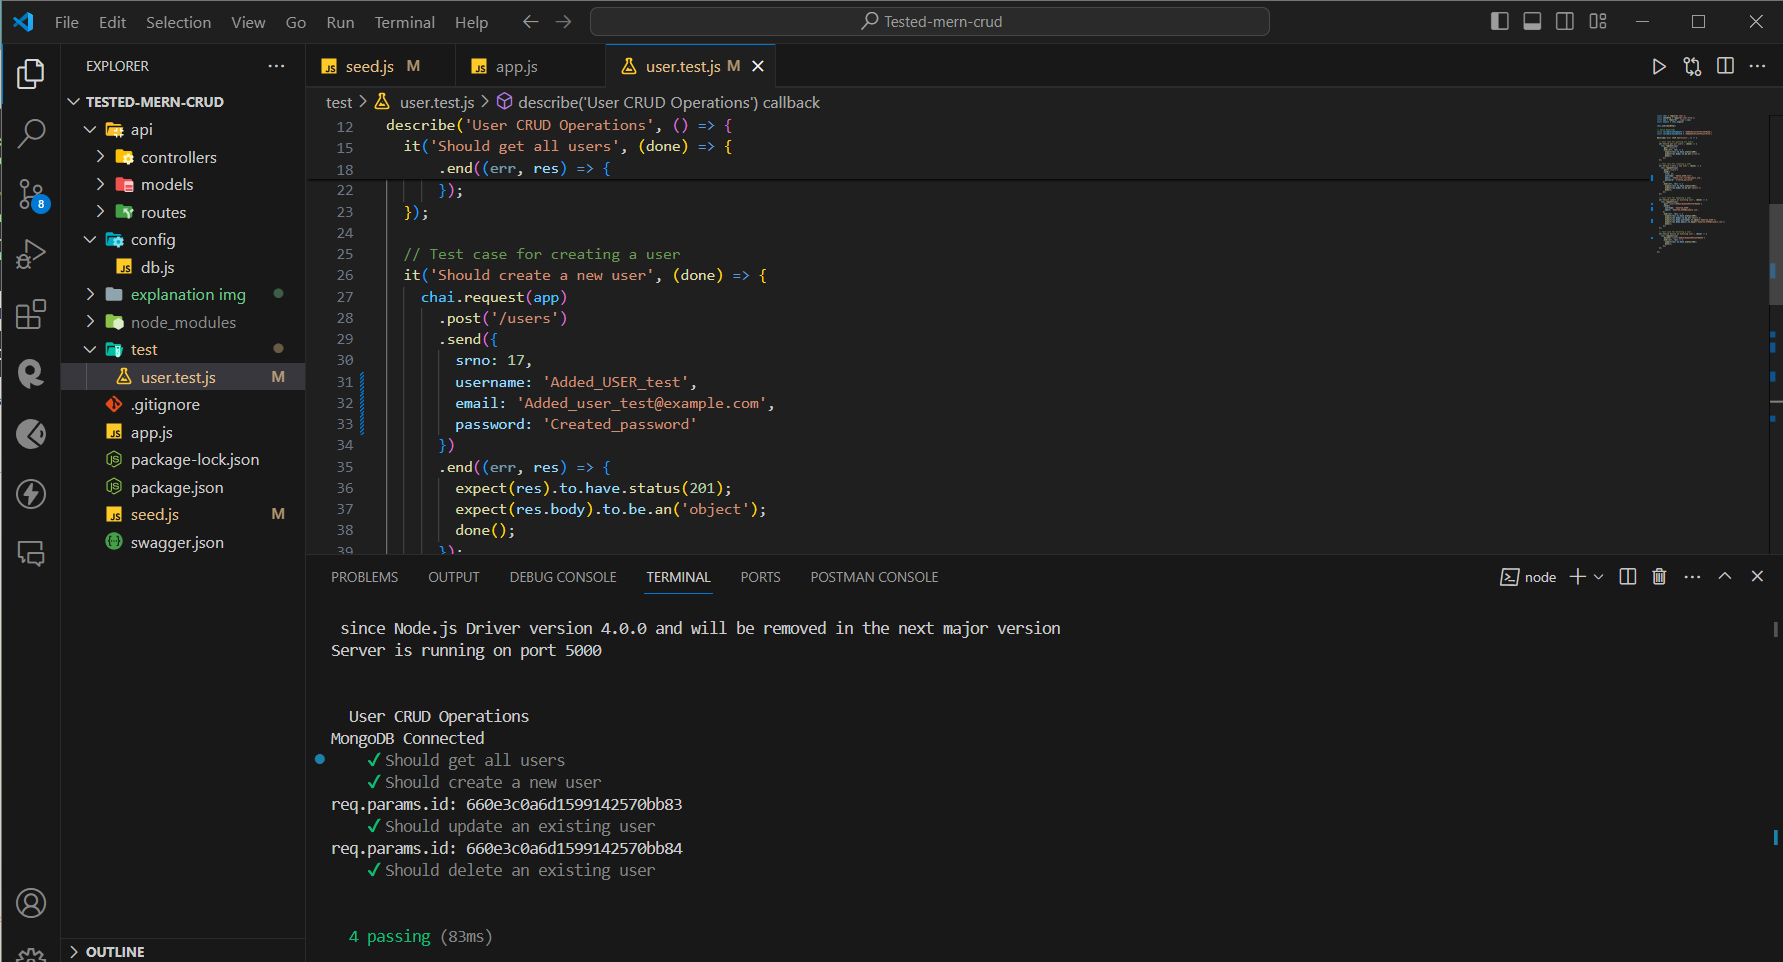 File Edit Selection View Go Run Terminal Help
Tested-mern-crud
EXPLORER
TESTED-MERN-CRUD
api
controllers
models
routes
config
db.js
explanation img
node_modules
test
user.test.js M
.gitignore
app.js
package-lock.json
package.json
seed.js M
swagger.json
OUTLINE
8
seed.js M
app.js
user.test.js M
test > user.test.js > describe('User CRUD Operations') callback
12 describe('User CRUD Operations', () => {
15 it('Should get all users', (done) => {
18 .end((err, res) => {
22 });
23 });
24
25 // Test case for creating a user
26 it('Should create a new user', (done) => {
27 chai.request(app)
28 .post('/users')
29 .send({
30 srno: 17,
31 username: 'Added_USER_test',
32 email: 'Added_user_test@example.com',
33 password: 'Created_password'
34 })
35 .end((err, res) => {
36 expect(res).to.have.status(201);
37 expect(res.body).to.be.an('object');
38 done();
39 });
PROBLEMS OUTPUT DEBUG CONSOLE TERMINAL PORTS POSTMAN CONSOLE
node
since Node.js Driver version 4.0.0 and will be removed in the next major version
Server is running on port 5000
User CRUD Operations
MongoDB Connected
✓ Should get all users
✓ Should create a new user
req.params.id: 660e3c0a6d1599142570bb83
✓ Should update an existing user
req.params.id: 660e3c0a6d1599142570bb84
✓ Should delete an existing user
4 passing (83ms)